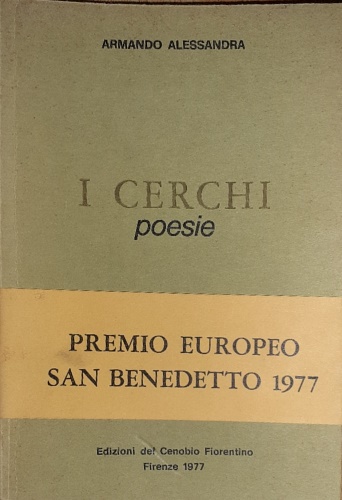 ARMANDO ALESSANDRA
I CERCHI
poesie
PREMIO EUROPEO
SAN BENEDETTO 1977
Edizioni del Cenobio Fiorentino
Firenze 1977